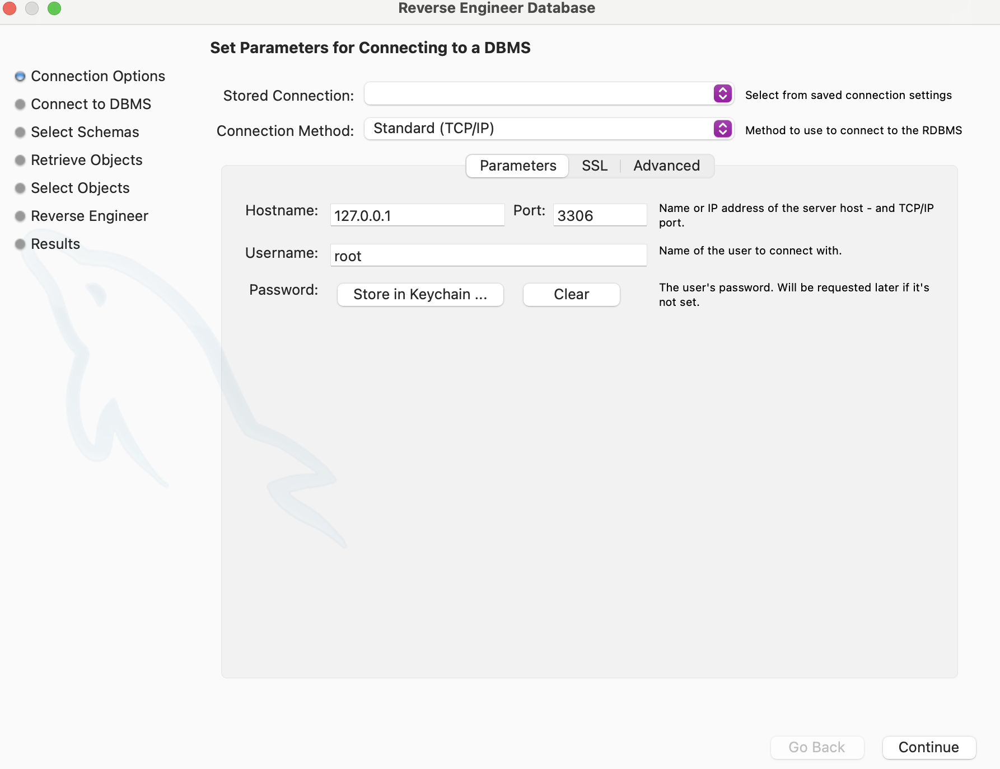 Reverse Engineer Database
Set Parameters for Connecting to a DBMS
Connection Options
Connect to DBMS
Select Schemas
Retrieve Objects
Select Objects
Reverse Engineer
Results
Stored Connection:
Select from saved connection settings
Connection Method: Standard (TCP/IP)
Method to use to connect to the RDBMS
Parameters SSL Advanced
Hostname: 127.0.0.1 Port: 3306
Name or IP address of the server host - and TCP/IP
port.
Username: root
Name of the user to connect with.
Password: Store in Keychain ... Clear
The user's password. Will be requested later if it's
not set.
Go Back Continue